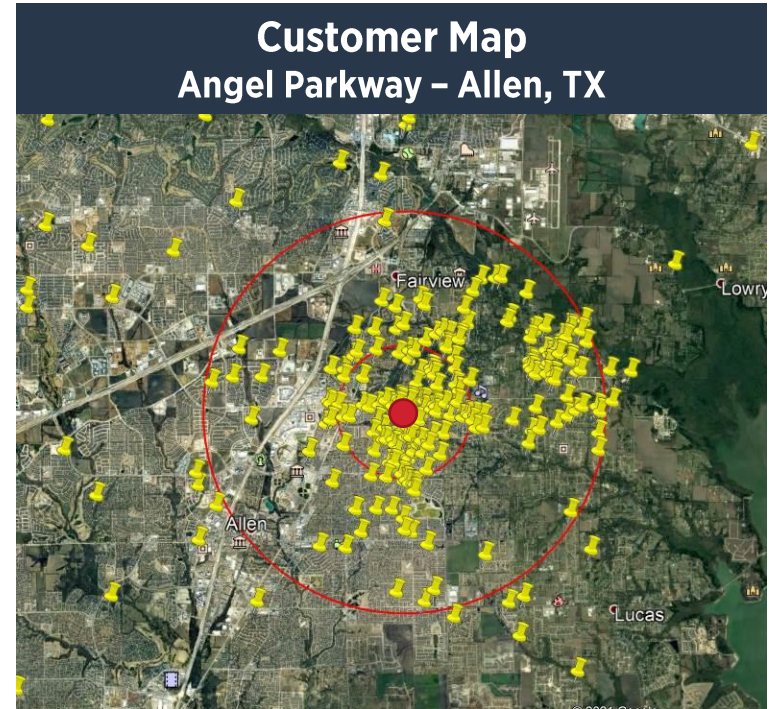 Customer Map
Angel Parkway – Allen, TX
Fairview
Lowry
Allen
Lucas